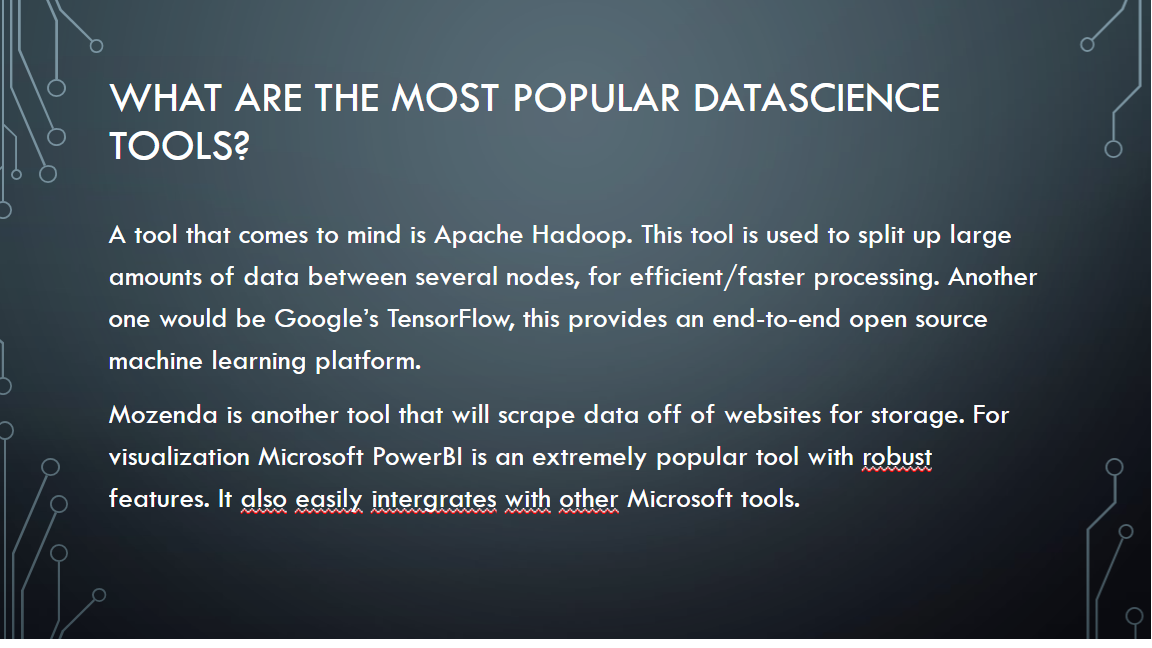 WHAT ARE THE MOST POPULAR DATASCIENCE
TOOLS?
A tool that comes to mind is Apache Hadoop. This tool is used to split up large
amounts of data between several nodes, for efficient/faster processing. Another
one would be Google’s TensorFlow, this provides an end-to-end open source
machine learning platform.
Mozenda is another tool that will scrape data off of websites for storage. For
visualization Microsoft PowerBI is an extremely popular tool with robust
features. It also easily intergrates with other Microsoft tools.